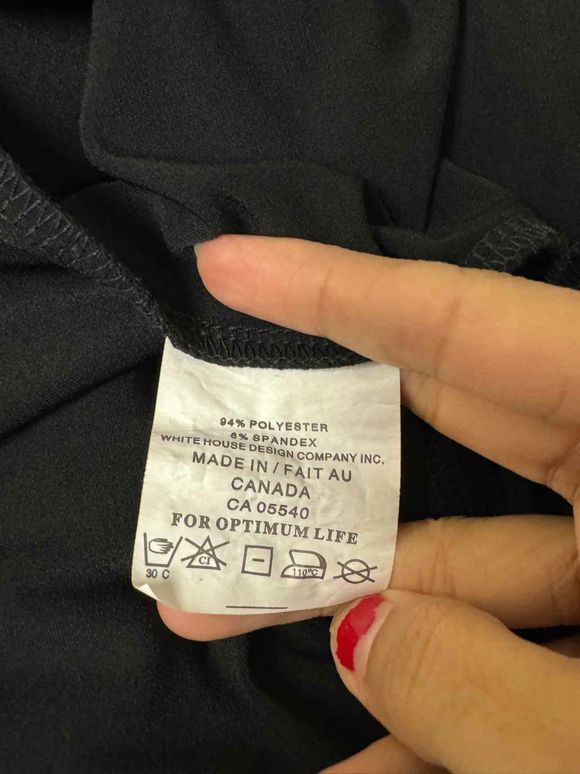 94% POLYESTER
6% SPANDEX
WHITE HOUSE DESIGN COMPANY INC.
MADE IN / FAIT AU
CANADA
CA 05540
FOR OPTIMUM LIFE
30 C
Cl
110°C